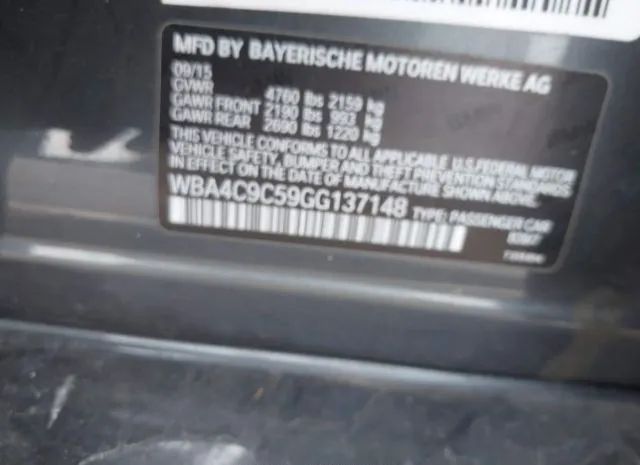 MFD BY BAYERISCHE MOTOREN WERKE AG
09/15
GVWR 4760 lbs 2159 kg
GAWR FRONT 2190 lbs 993 kg
GAWR REAR 2690 lbs 1220 kg
THIS VEHICLE CONFORMS TO ALL APPLICABLE U.S. FEDERAL MOTOR
VEHICLE SAFETY, BUMPER AND THEFT PREVENTION STANDARDS
IN EFFECT ON THE DATE OF MANUFACTURE SHOWN ABOVE.
WBA4C9C59GG137148 TYPE: PASSENGER CAR